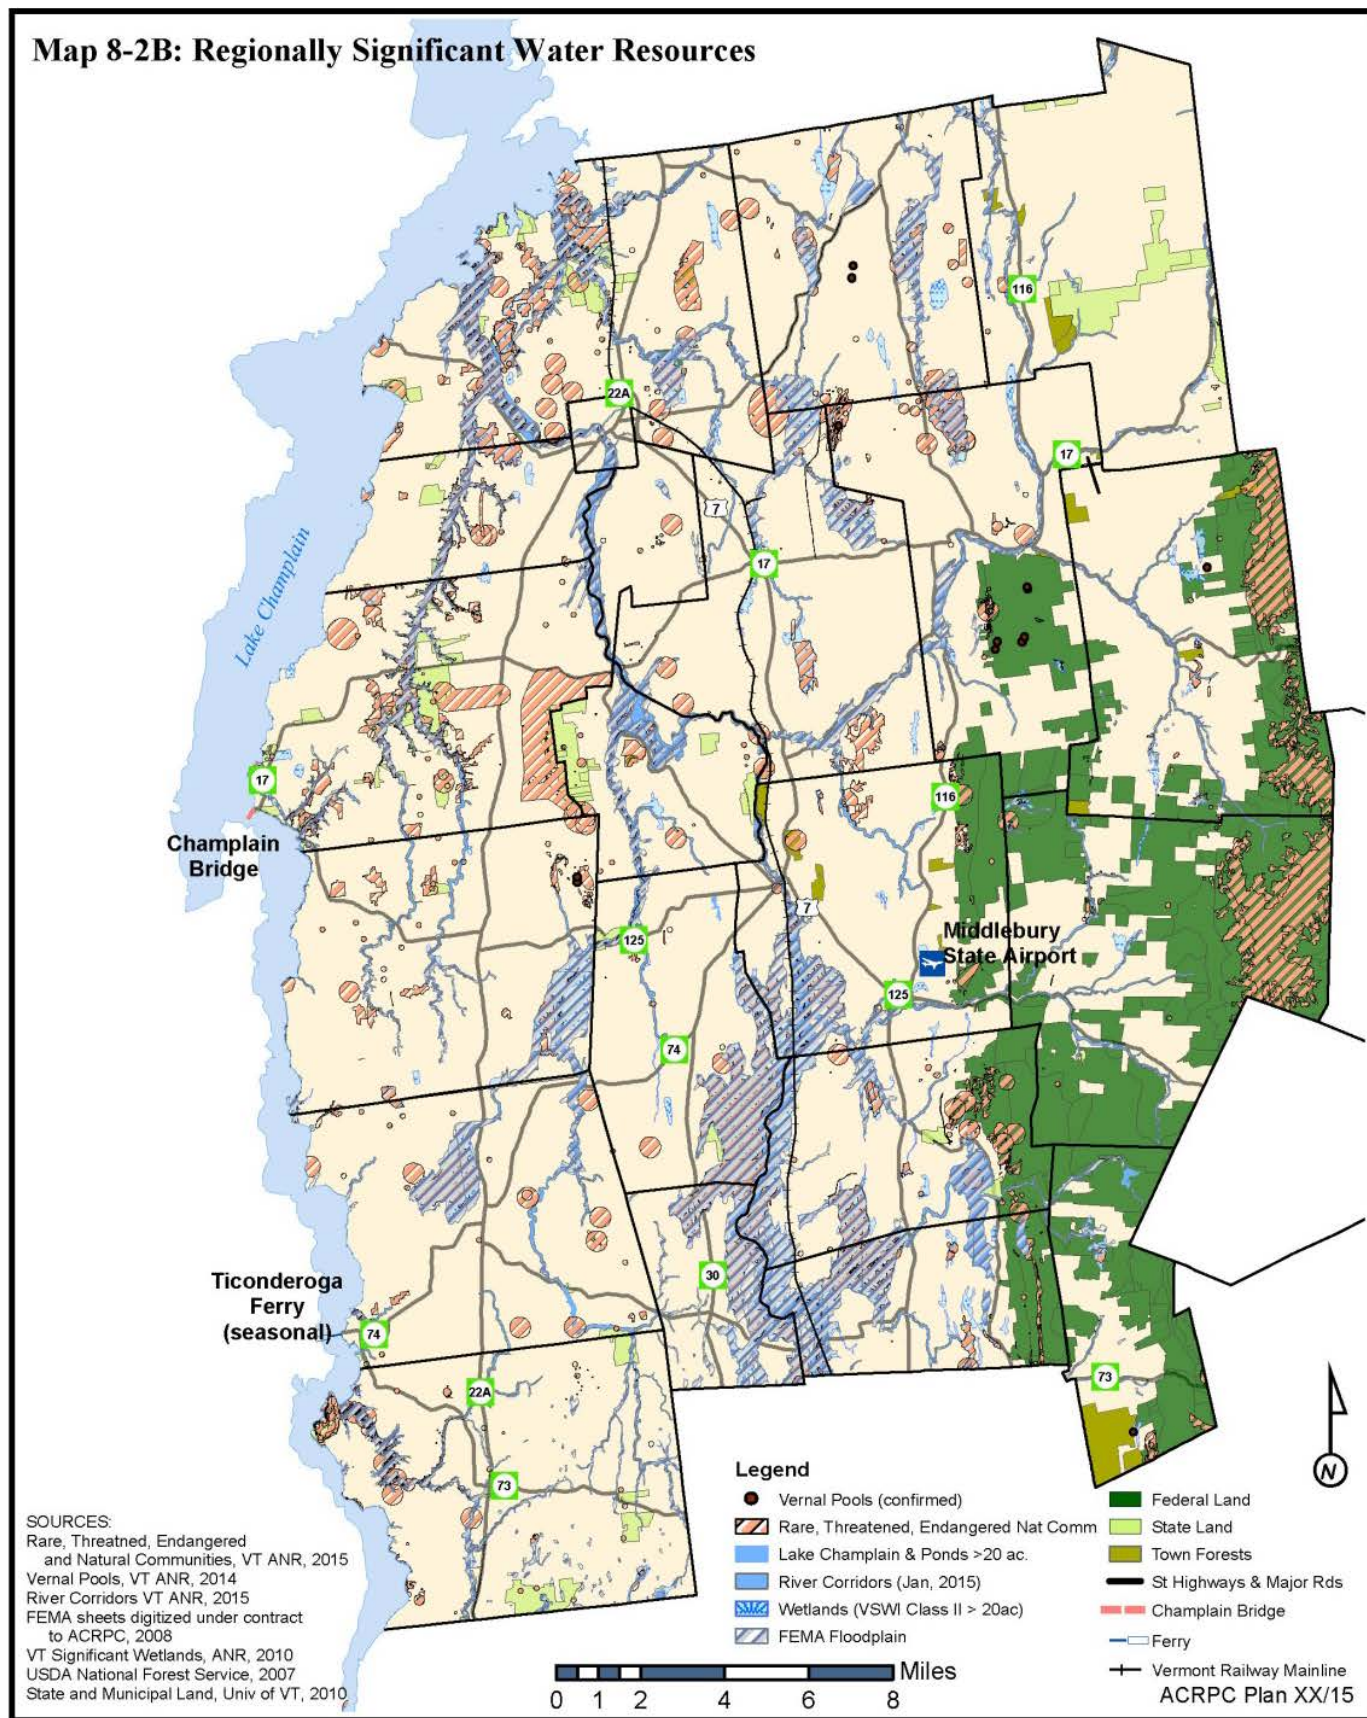 Map 8-2B: Regionally Significant Water Resources
116
22A
17
7
17
Lake Champlain
17
116
Champlain
Bridge
7
125
Middlebury
State Airport
125
74
Ticonderoga
Ferry
(seasonal)
30
74
73
22A
73
N
Legend
Vernal Pools (confirmed)
Rare, Threatened, Endangered Nat Comm
Lake Champlain & Ponds >20 ac.
River Corridors (Jan, 2015)
Wetlands (VSWI Class II > 20ac)
FEMA Floodplain
Federal Land
State Land
Town Forests
St Highways & Major Rds
Champlain Bridge
Ferry
Vermont Railway Mainline
SOURCES:
Rare, Threatned, Endangered
and Natural Communities, VT ANR, 2015
Vernal Pools, VT ANR, 2014
River Corridors VT ANR, 2015
FEMA sheets digitized under contract
to ACRPC, 2008
VT Significant Wetlands, ANR, 2010
USDA National Forest Service, 2007
State and Municipal Land, Univ of VT, 2010
Miles
0 1 2 4 6 8
ACRPC Plan XX/15